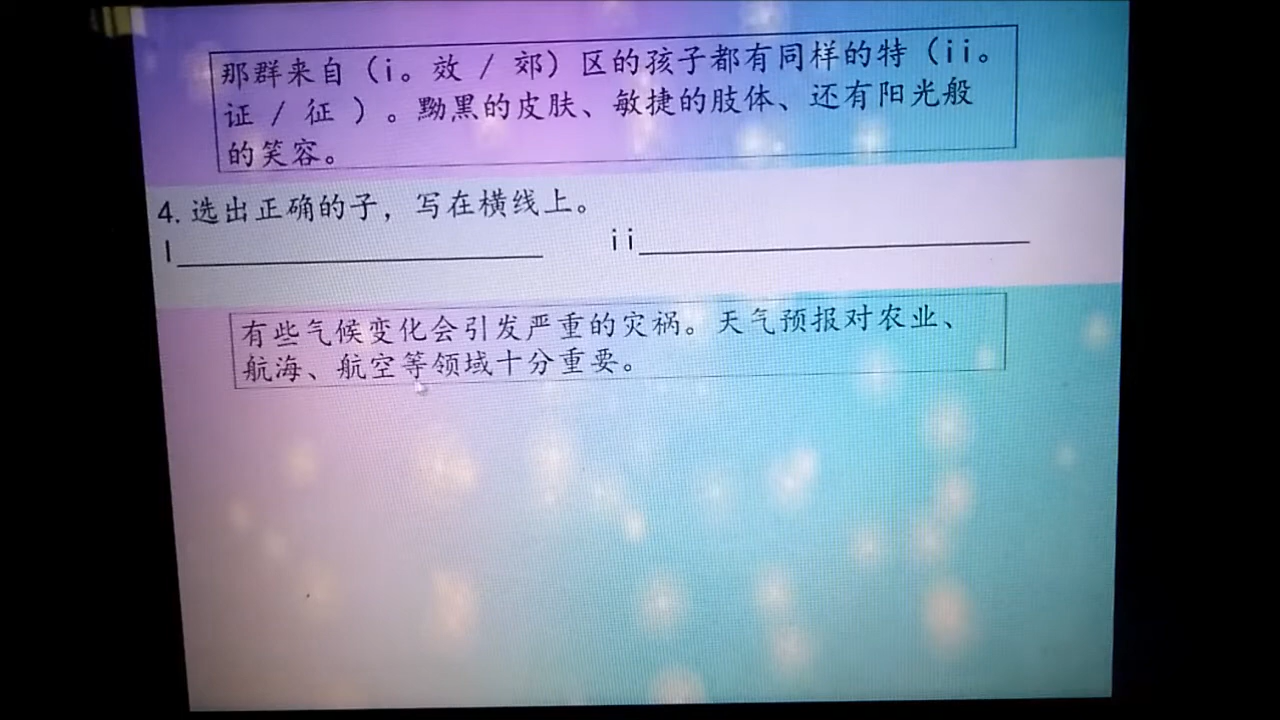 那群来自（i。效 / 郊）区的孩子都有同样的特（ii。
证 / 征 ）。黝黑的皮肤、敏捷的肢体、还有阳光般
的笑容。
4. 选出正确的子，写在横线上。
I____________________ ii____________________
有些气候变化会引发严重的灾祸。天气预报对农业、
航海、航空等领域十分重要。